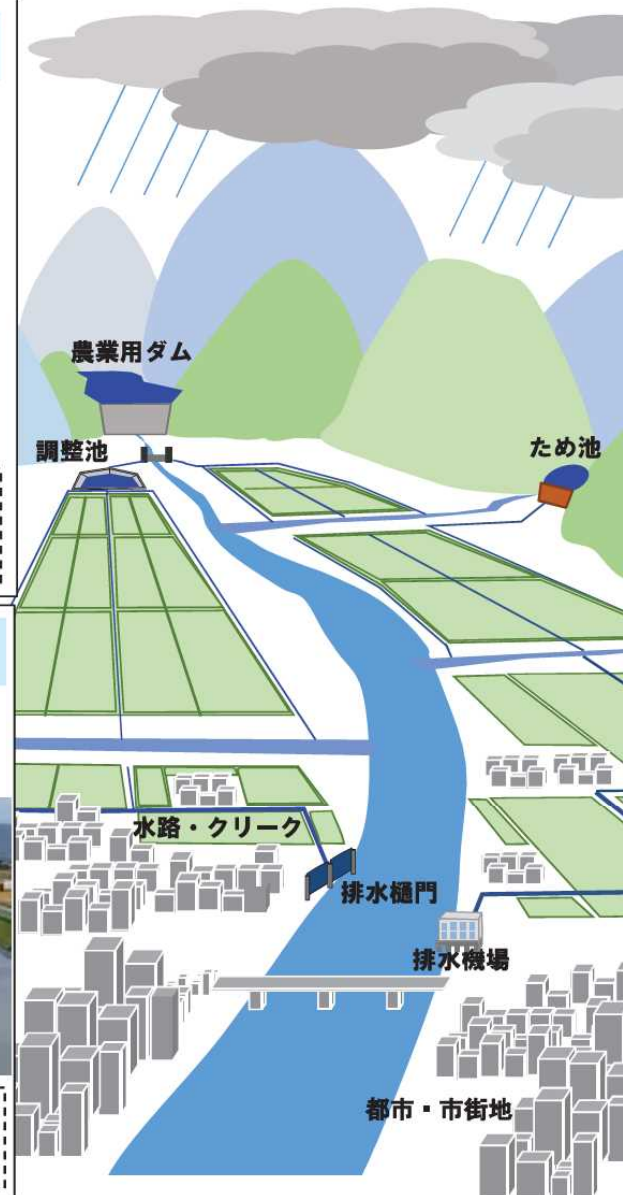 農業用ダム
調整池
ため池
水路・クリーク
排水樋門
排水機場
都市・市街地